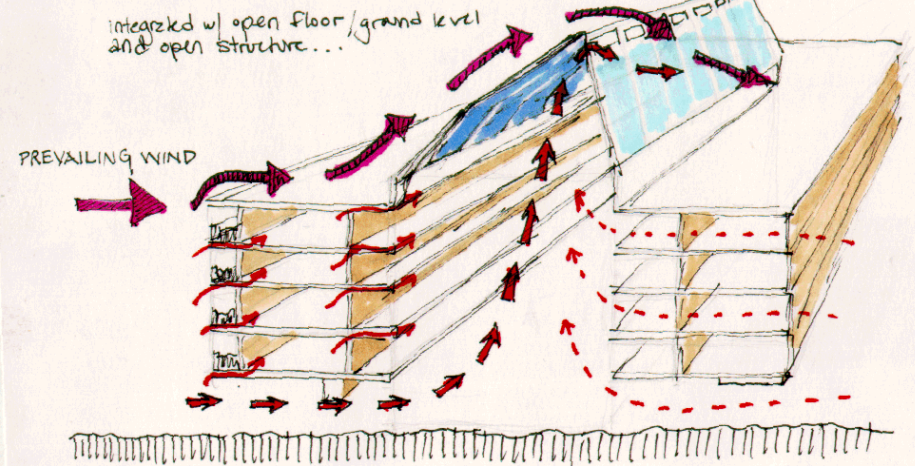 integrated w/ open floor/ground level
and open structure...
PREVAILING WIND